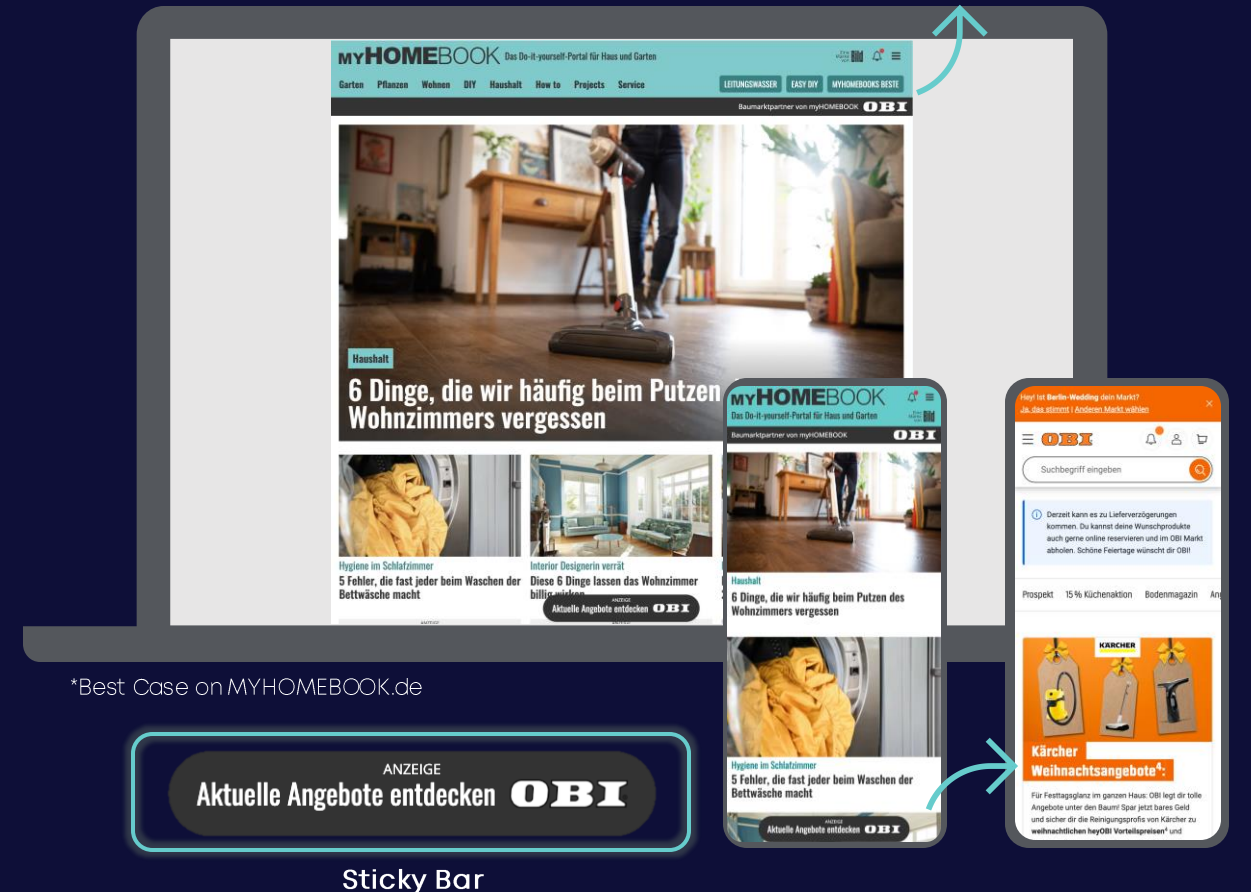 MYHOMEBOOK Das Do-it-yourself-Portal für Haus und Garten
Bild
Garten Pflanzen Wohnen DIY Haushalt How to Projects Service
LEITUNGSWASSER EASY DIY MYHOMEBOOKS BESTE
Baumarktpartner von myHOMEBOOK OBI
Haushalt
6 Dinge, die wir häufig beim Putzen
Wohnzimmers vergessen
Hygiene im Schlafzimmer
5 Fehler, die fast jeder beim Waschen der
Bettwäsche macht
Interior Designerin verrät
Diese 6 Dinge lassen das Wohnzimmer
billig wirken
ANZEIGE
Aktuelle Angebote entdecken OBI
ANZEIGE
ANZEIGE
MYHOMEBOOK
Das Do-it-yourself-Portal für Haus und Garten
Bild
Baumarktpartner von myHOMEBOOK OBI
Haushalt
6 Dinge, die wir häufig beim Putzen des
Wohnzimmers vergessen
Hygiene im Schlafzimmer
5 Fehler, die fast jeder beim Waschen der
Bettwäsche macht
ANZEIGE
Aktuelle Angebote entdecken OBI
Hey! Ist Berlin-Wedding dein Markt?
Ja, das stimmt | Anderen Markt wählen
OBI
Suchbegriff eingeben
Derzeit kann es zu Lieferverzögerungen
kommen. Du kannst deine Wunschprodukte
auch gerne online reservieren und im OBI Markt
abholen. Schöne Feiertage wünscht dir OBI!
Prospekt 15 % Küchenaktion Bodenmagazin An
KÄRCHER
Kärcher
Weihnachtsangebote⁴:
Für Festtagsglanz im ganzen Haus: OBI legt dir tolle
Angebote unter den Baum! Spar jetzt bares Geld
und sicher dir die Reinigungsprofis von Kärcher zu
weihnachtlichen heyOBI Vorteilspreisen⁴ und
*Best Case on MYHOMEBOOK.de
ANZEIGE
Aktuelle Angebote entdecken OBI
Sticky Bar